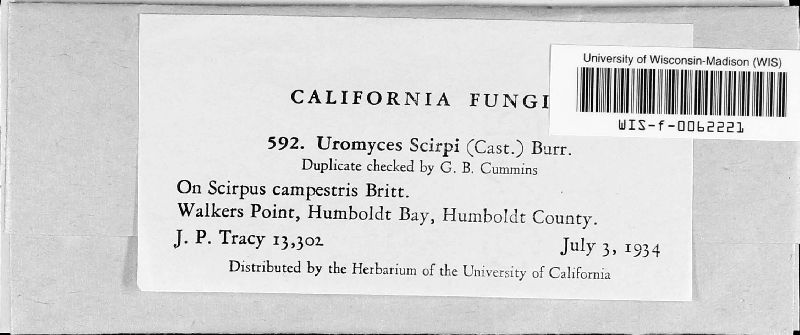 University of Wisconsin-Madison (WIS)
WIS-f-0062221
CALIFORNIA FUNGI
592. Uromyces Scirpi (Cast.) Burr.
Duplicate checked by G. B. Cummins
On Scirpus campestris Britt.
Walkers Point, Humboldt Bay, Humboldt County.
J. P. Tracy 13,302 July 3, 1934
Distributed by the Herbarium of the University of California